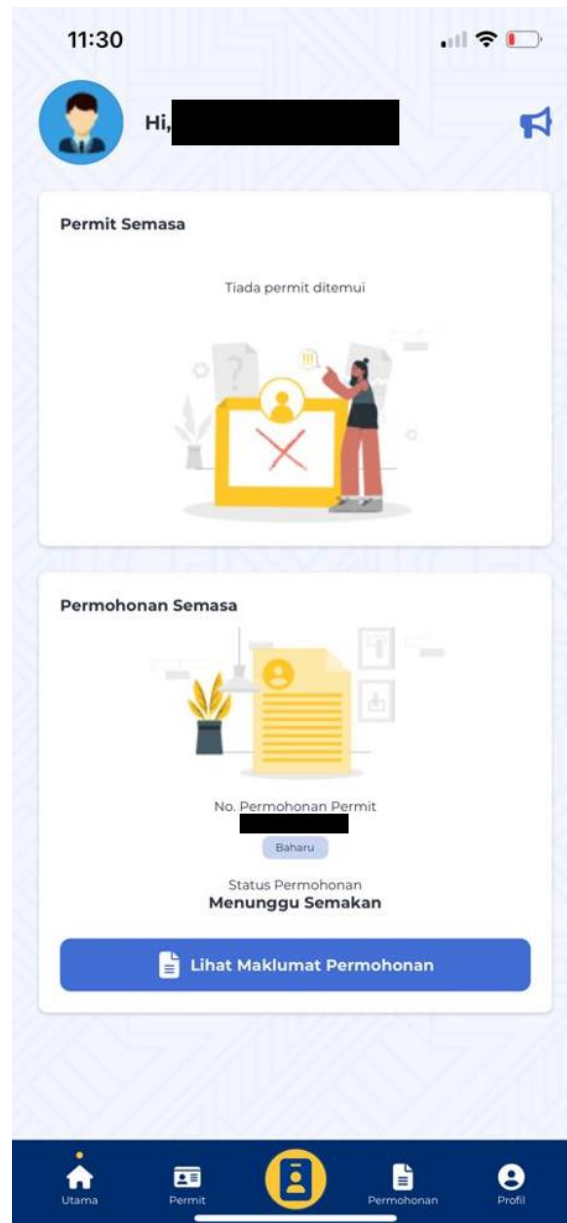 11:30
Hi,
Permit Semasa
Tiada permit ditemui
Permohonan Semasa
No. Permohonan Permit
Baharu
Status Permohonan
Menunggu Semakan
Lihat Maklumat Permohonan
Utama Permit Permohonan Profil